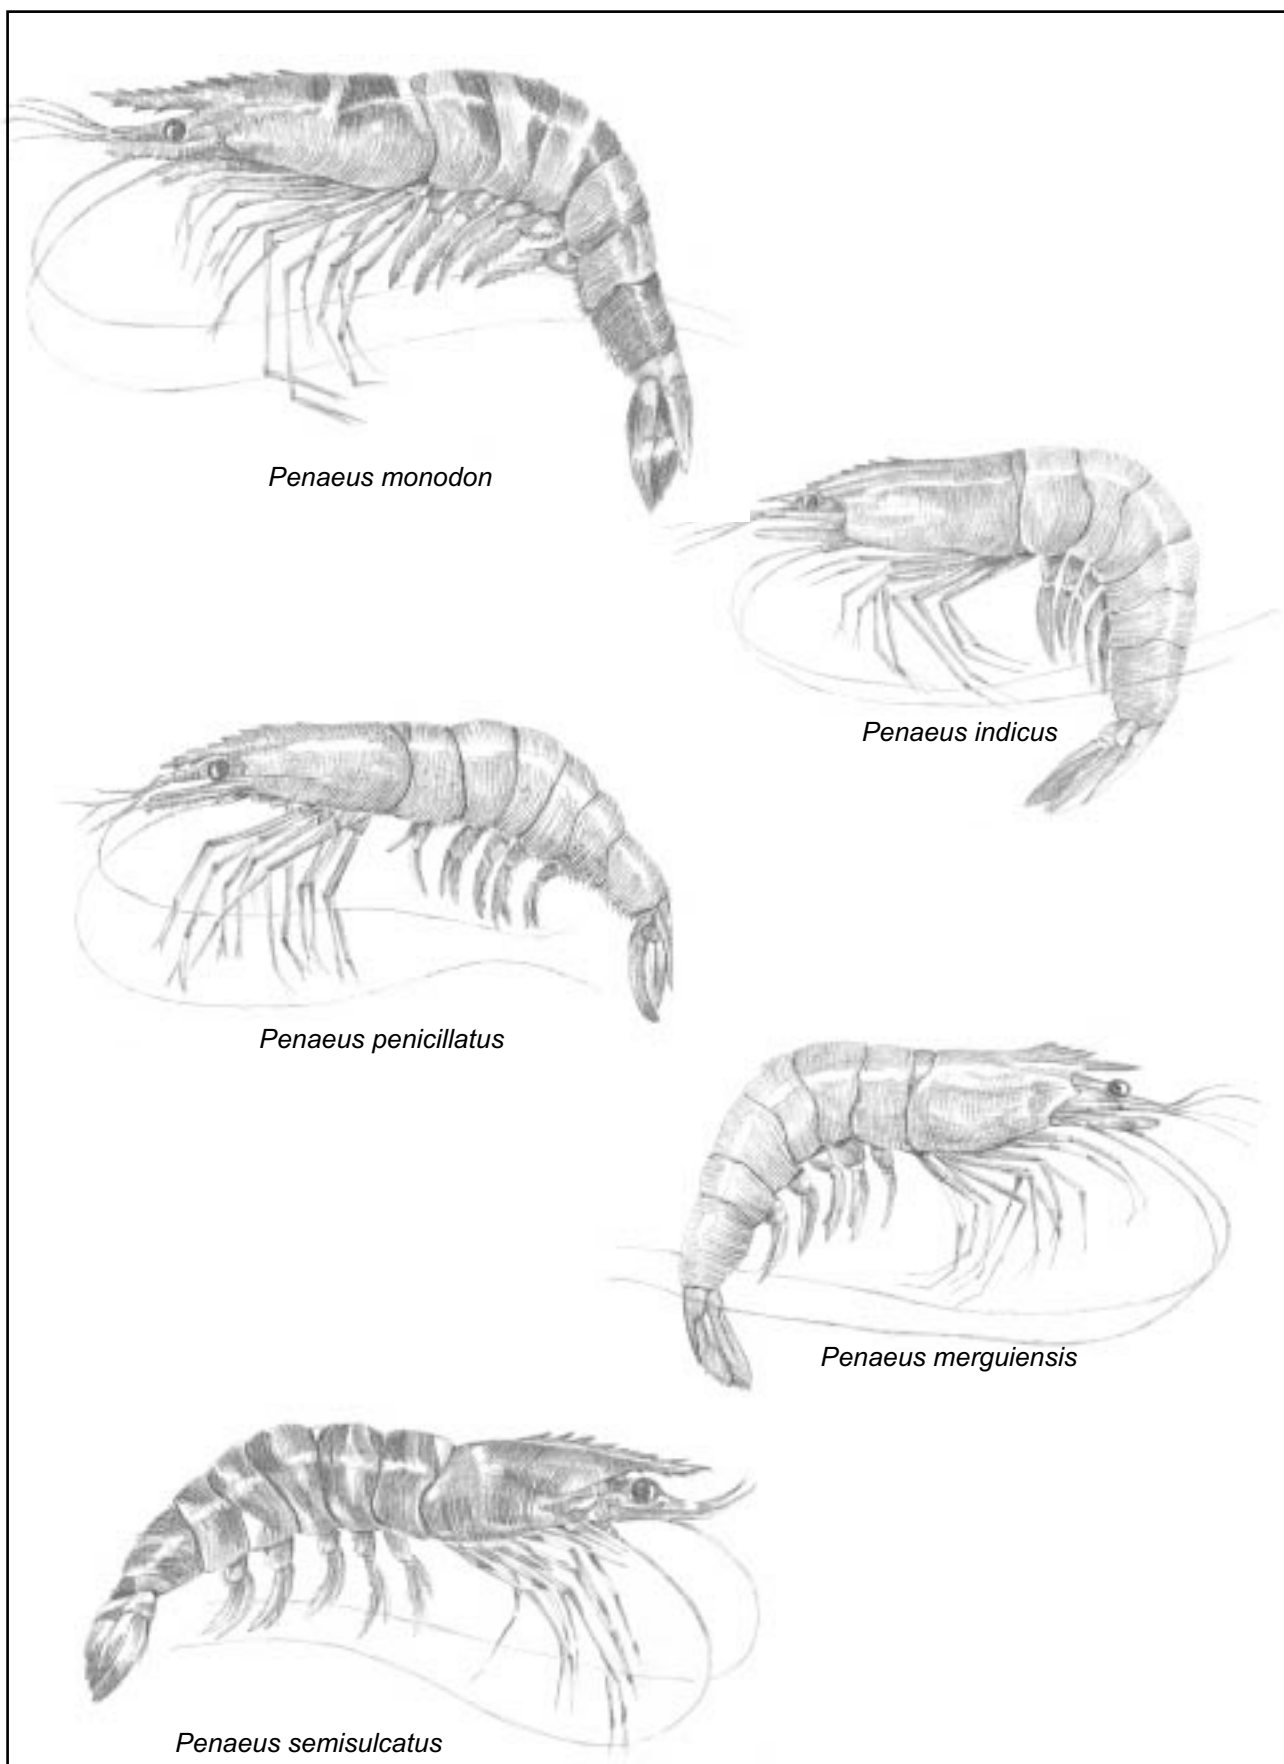 Penaeus monodon
Penaeus indicus
Penaeus penicillatus
Penaeus merguiensis
Penaeus semisulcatus